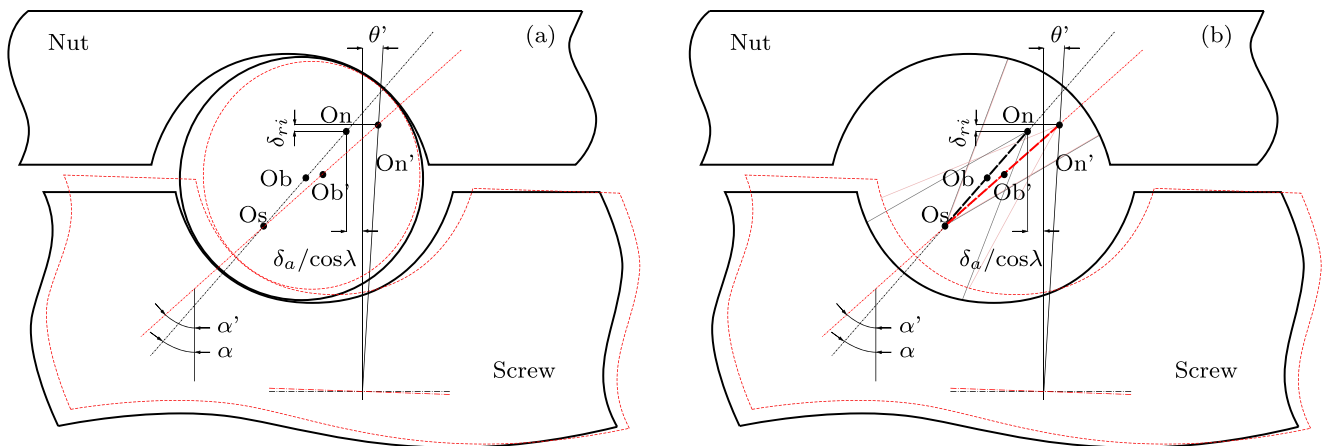 Nut
θ’
(a)
On
δri
On’
Ob
Ob’
Os
δa/cosλ
α’
α
Screw
Nut
θ’
(b)
On
δri
On’
Ob
Ob’
Os
δa/cosλ
α’
α
Screw